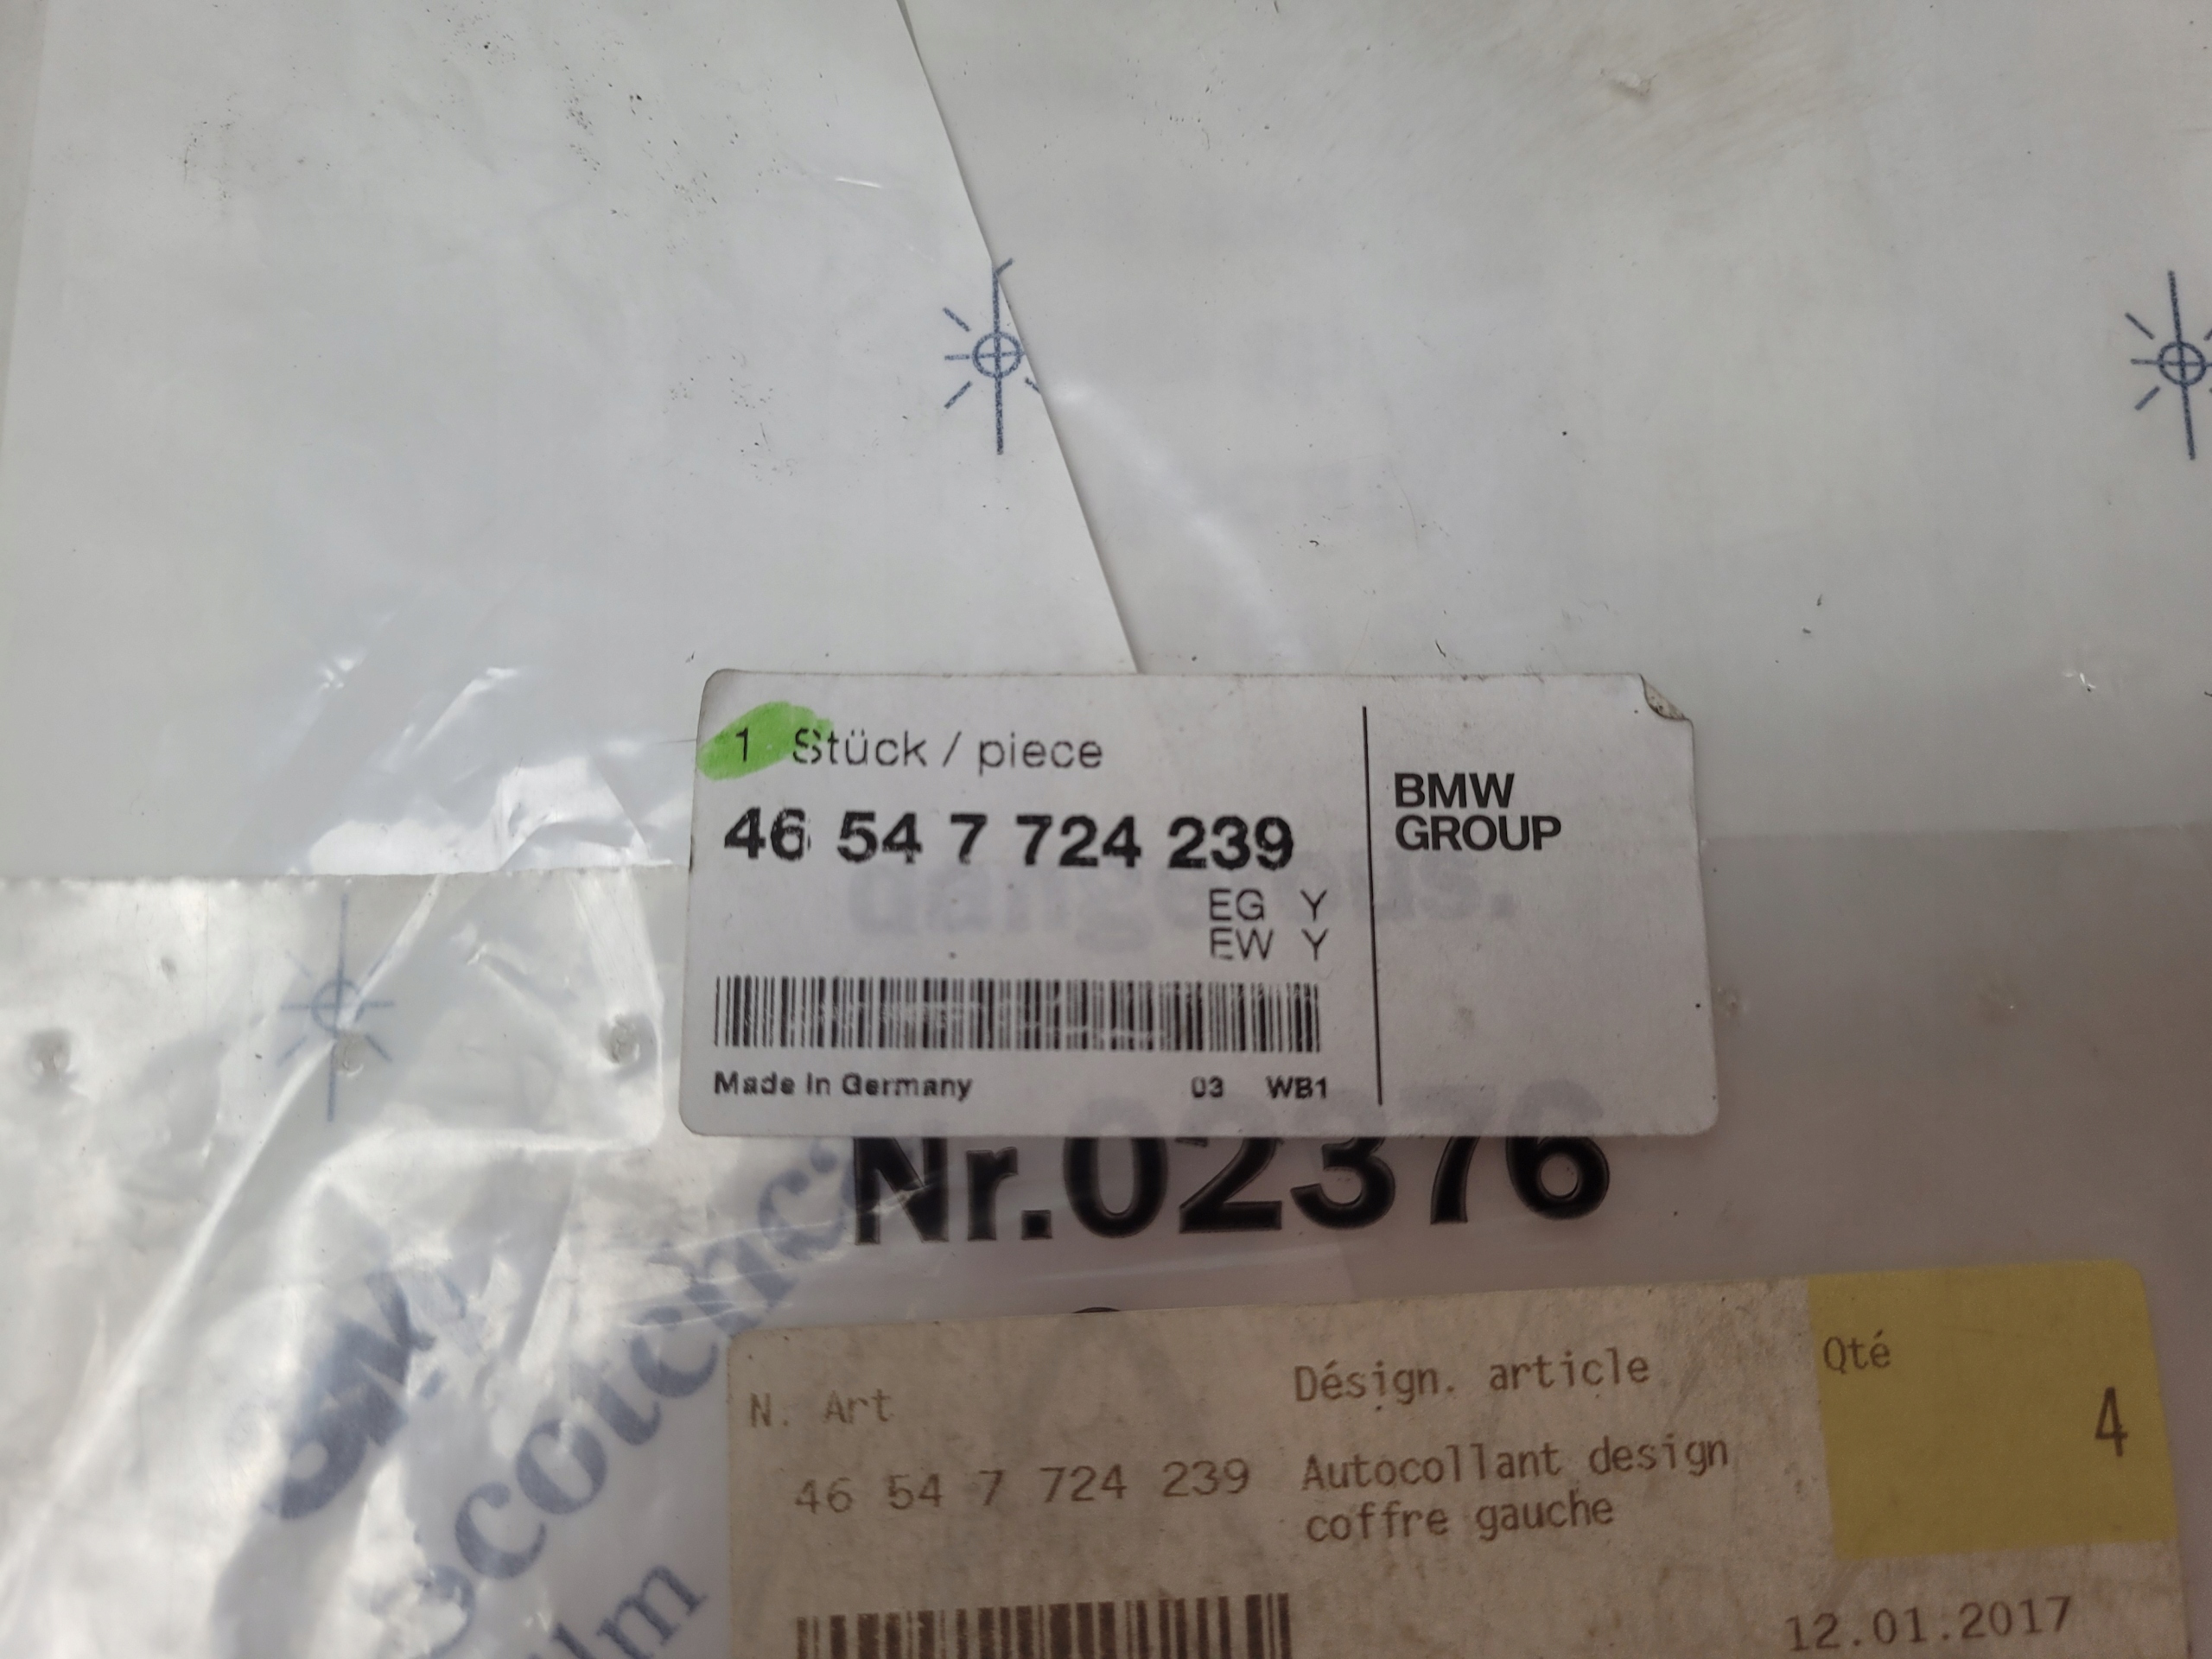 1 Stück / piece
46 54 7 724 239
EG Y
EW Y
BMW
GROUP
Made in Germany 03 WB1
dangerous.
Nr.02376
N. Art Désign. article Qté
46 54 7 724 239 Autocollant design 4
coffre gauche
12.01.2017